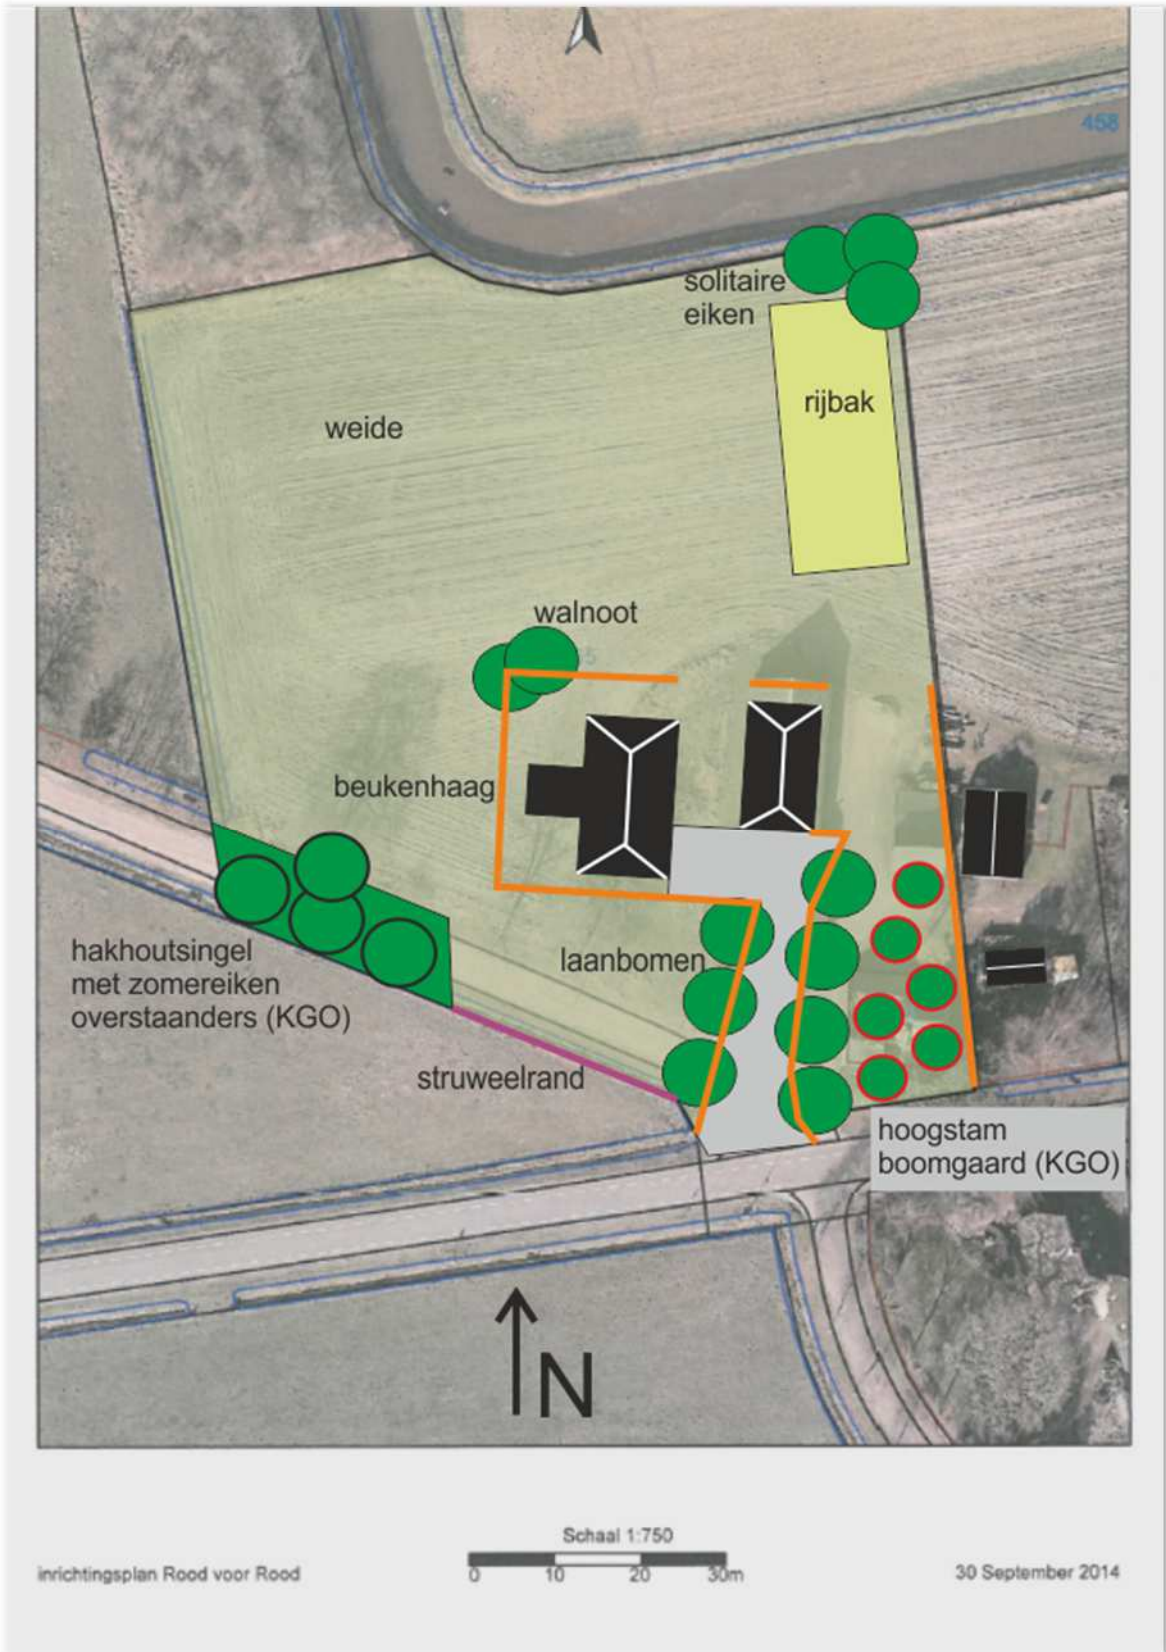 458
solitaire
eiken
rijbak
weide
walnoot
beukenhaag
hakhoutsingel
met zomereiken
overstaanders (KGO)
laanbomen
struweelrand
hoogstam
boomgaard (KGO)
N
Schaal 1:750
0 10 20 30m
inrichtingsplan Rood voor Rood
30 September 2014